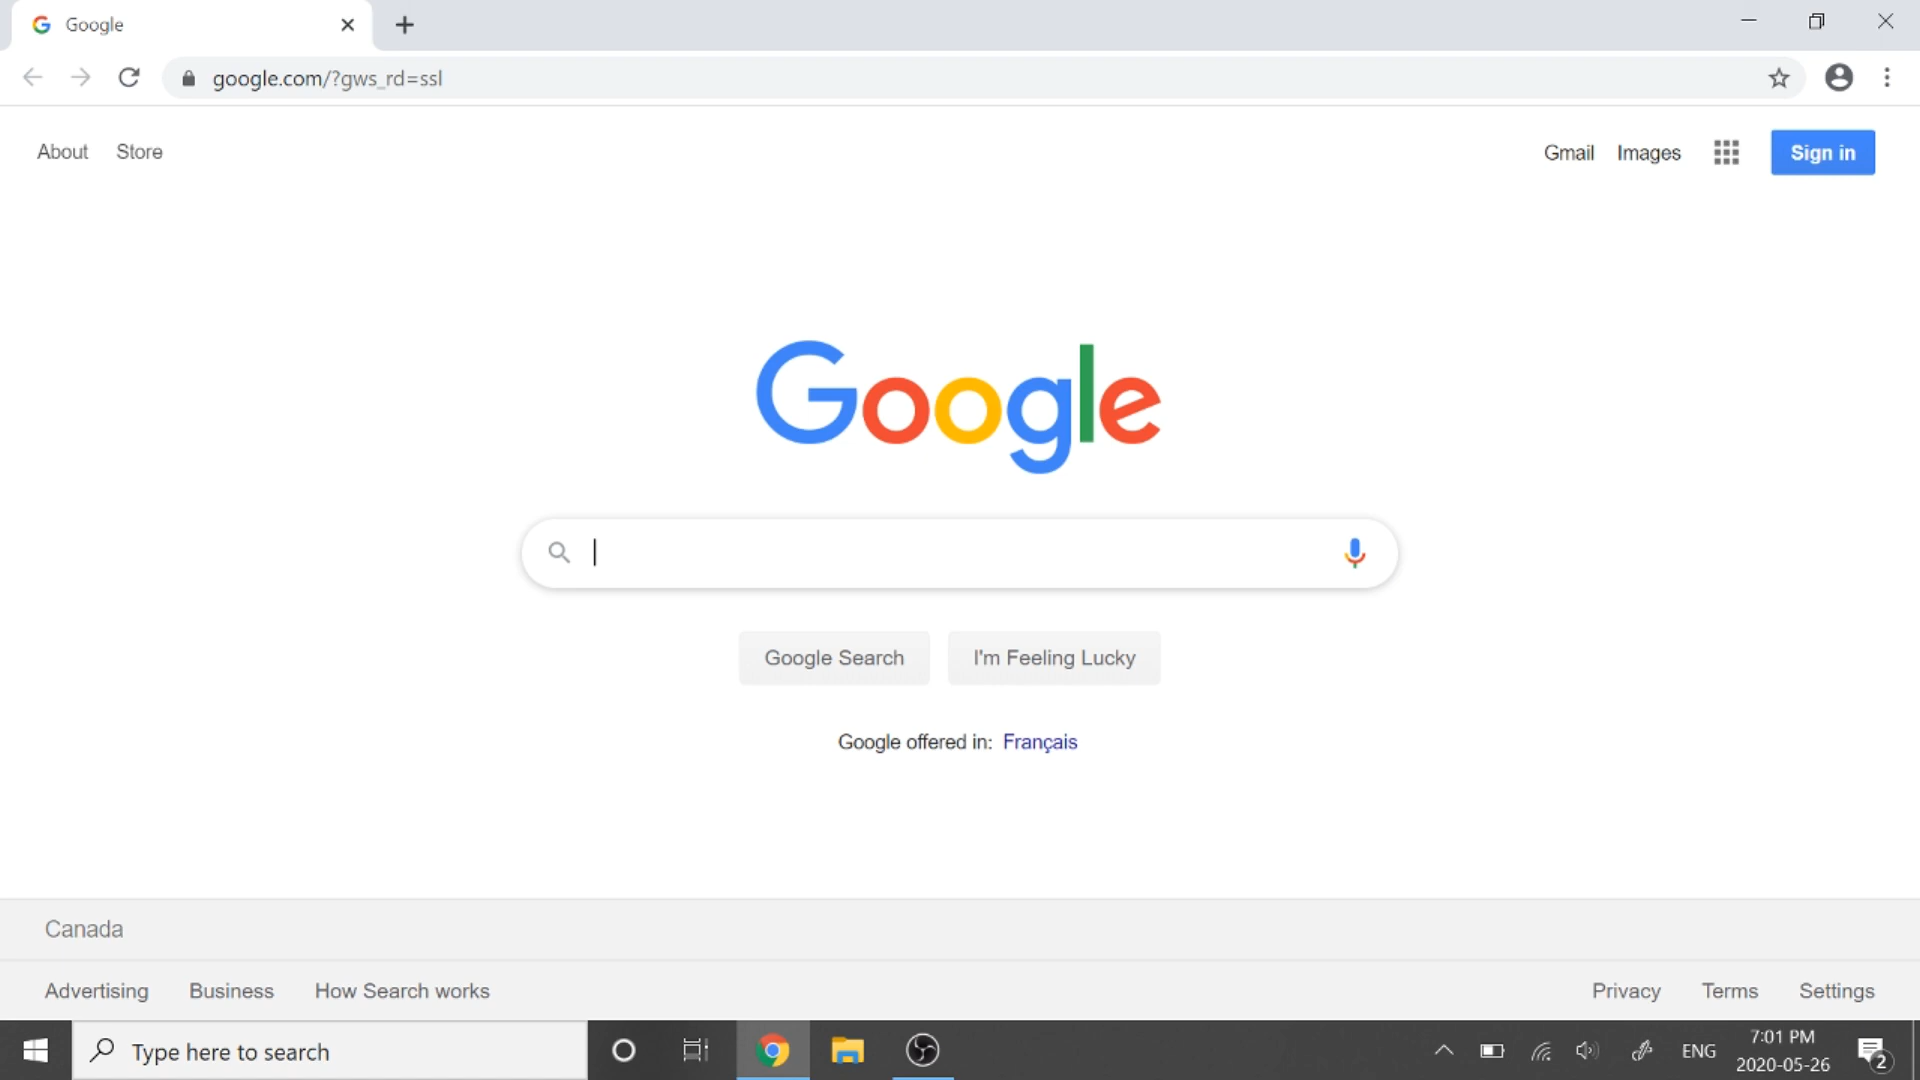 Google
google.com/?gws_rd=ssl
About Store
Gmail Images Sign in
Google
Google Search I'm Feeling Lucky
Google offered in: Français
Canada
Advertising Business How Search works
Privacy Terms Settings
Type here to search
ENG
7:01 PM
2020-05-26
2